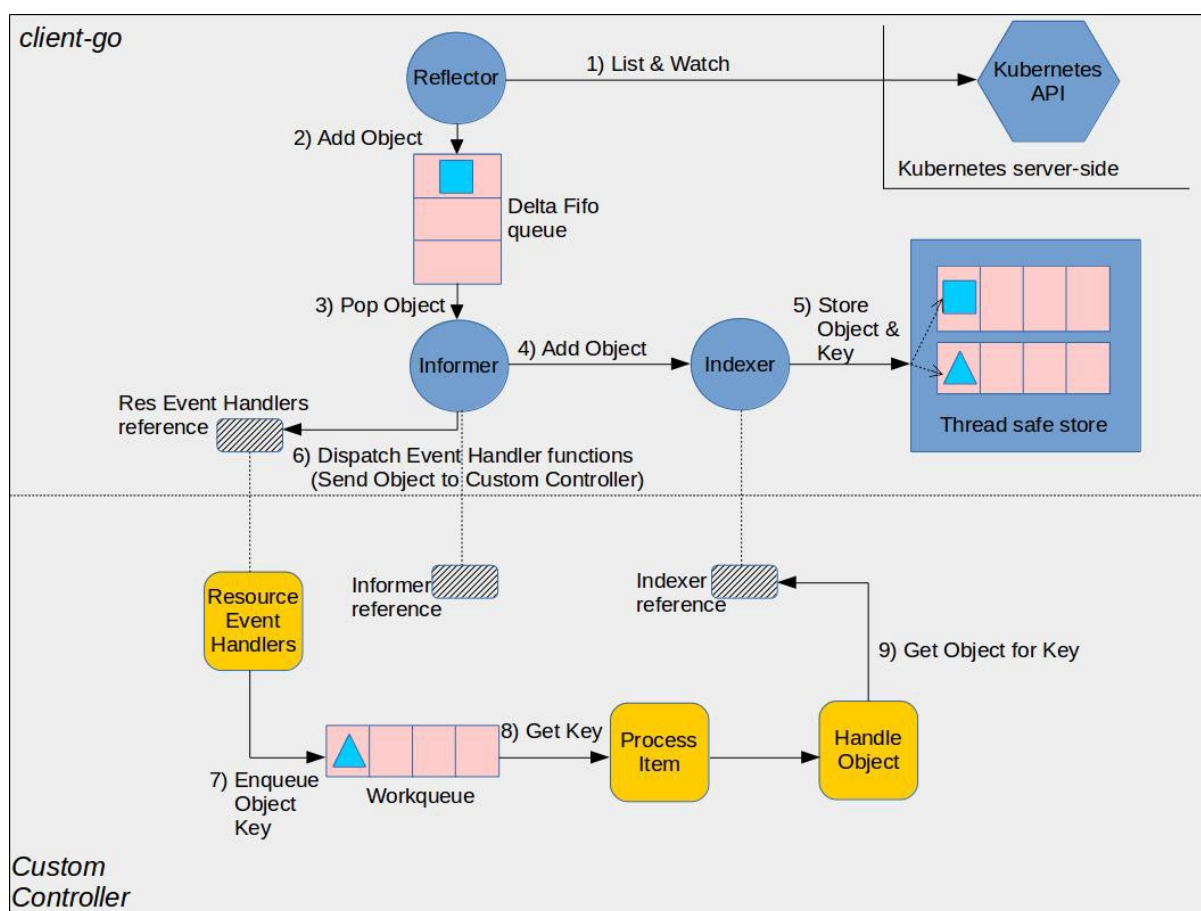 client-go
Reflector
1) List & Watch
Kubernetes
API
2) Add Object
Kubernetes server-side
Delta Fifo
queue
3) Pop Object
Informer
4) Add Object
Indexer
5) Store
Object &
Key
Thread safe store
Res Event Handlers
reference
6) Dispatch Event Handler functions
(Send Object to Custom Controller)
Resource
Event
Handlers
Informer
reference
Indexer
reference
9) Get Object for Key
7) Enqueue
Object
Key
Workqueue
8) Get Key
Process
Item
Handle
Object
Custom
Controller